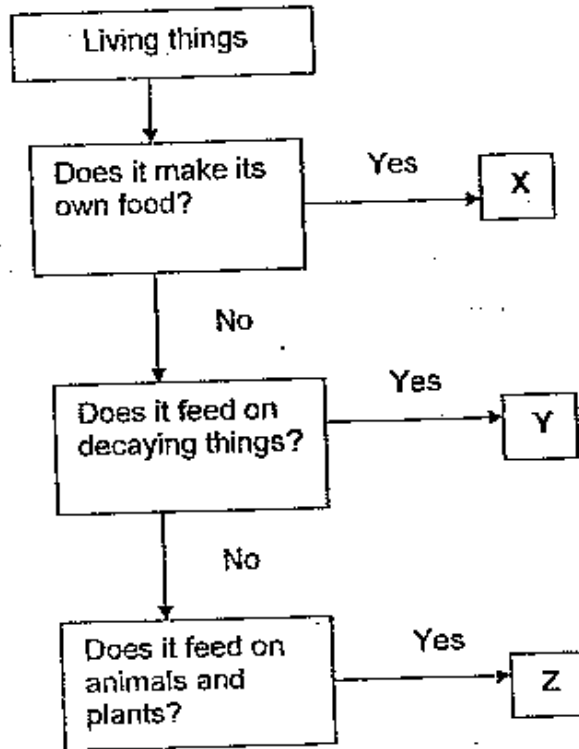 Living things
Does it make its
own food?
Yes
X
No
Does it feed on
decaying things?
Yes
Y
No
Does it feed on
animals and
plants?
Yes
Z